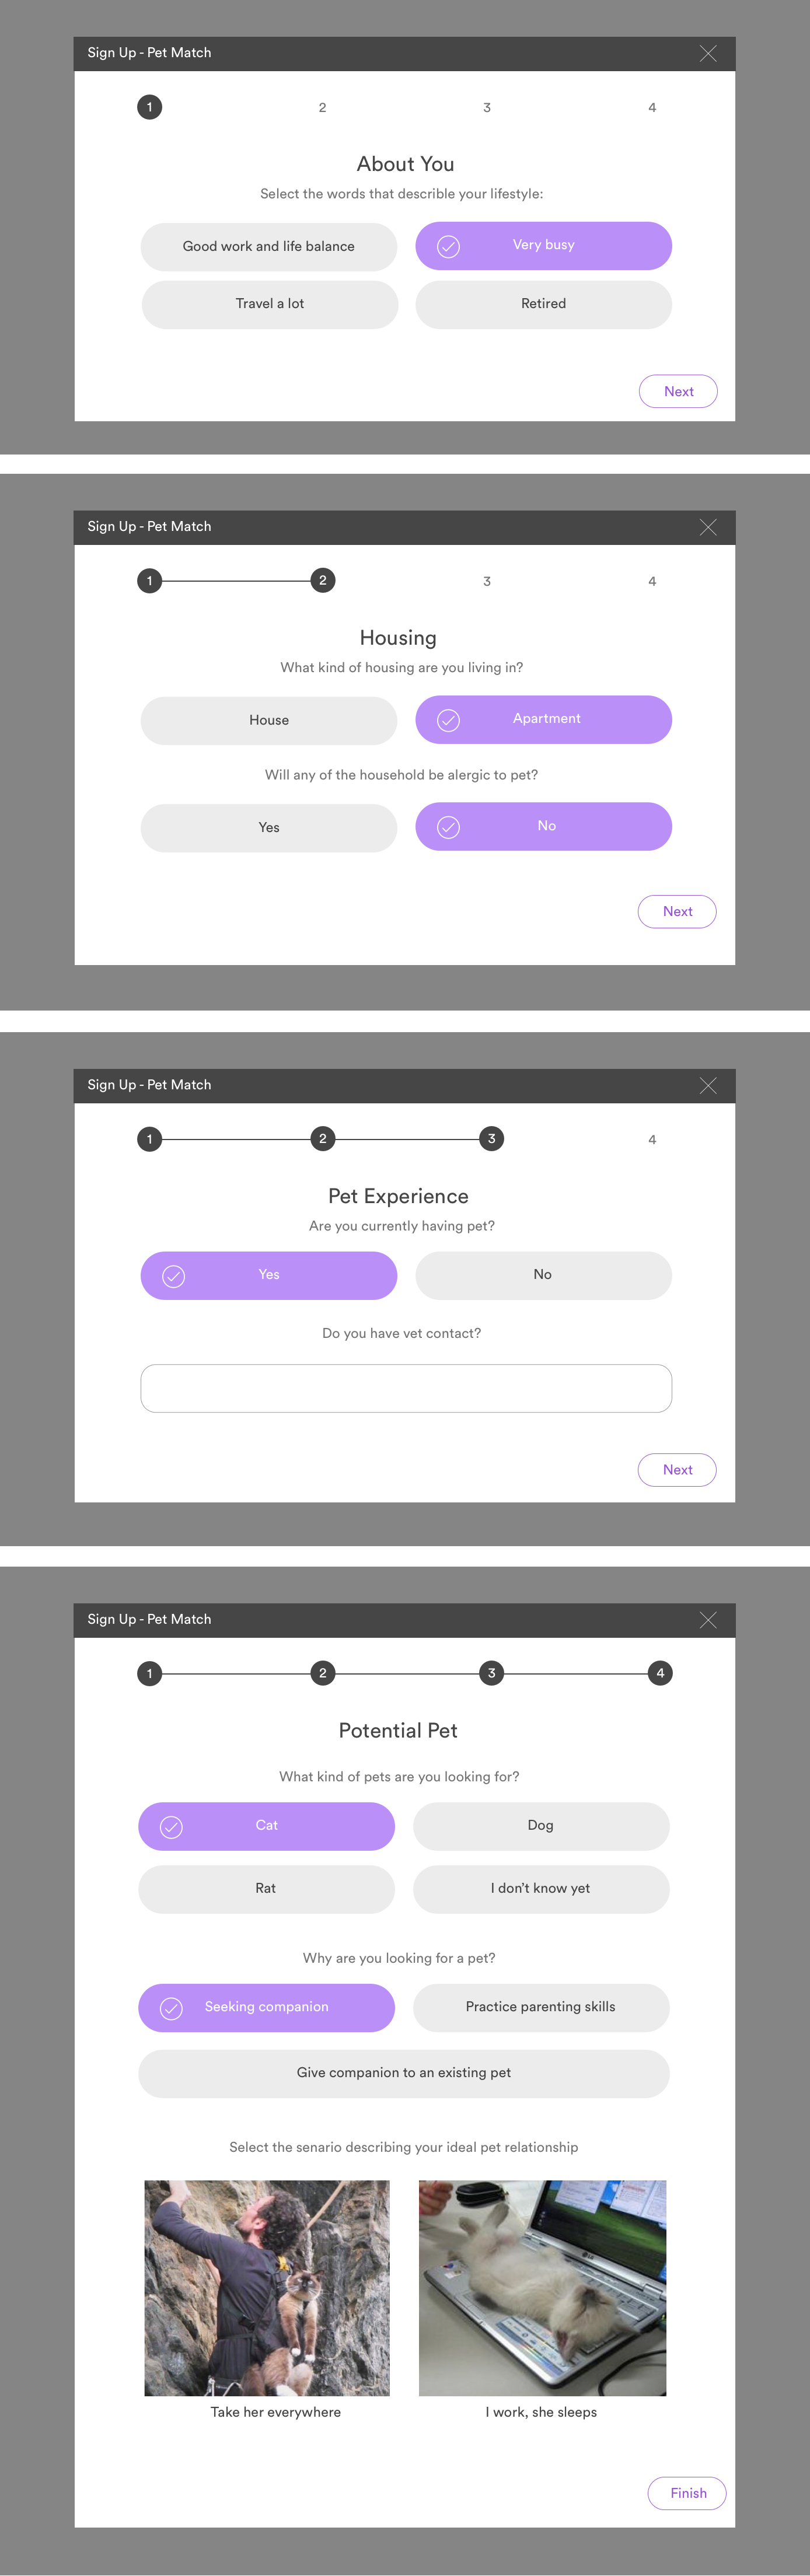 Sign Up - Pet Match
1 2 3 4
About You
Select the words that describle your lifestyle:
Good work and life balance Very busy
Travel a lot Retired
Next
Sign Up - Pet Match
1 2 3 4
Housing
What kind of housing are you living in?
House Apartment
Will any of the household be alergic to pet?
Yes No
Next
Sign Up - Pet Match
1 2 3 4
Pet Experience
Are you currently having pet?
Yes No
Do you have vet contact?
Next
Sign Up - Pet Match
1 2 3 4
Potential Pet
What kind of pets are you looking for?
Cat Dog
Rat I don’t know yet
Why are you looking for a pet?
Seeking companion Practice parenting skills
Give companion to an existing pet
Select the senario describing your ideal pet relationship
LG
Take her everywhere I work, she sleeps
Finish